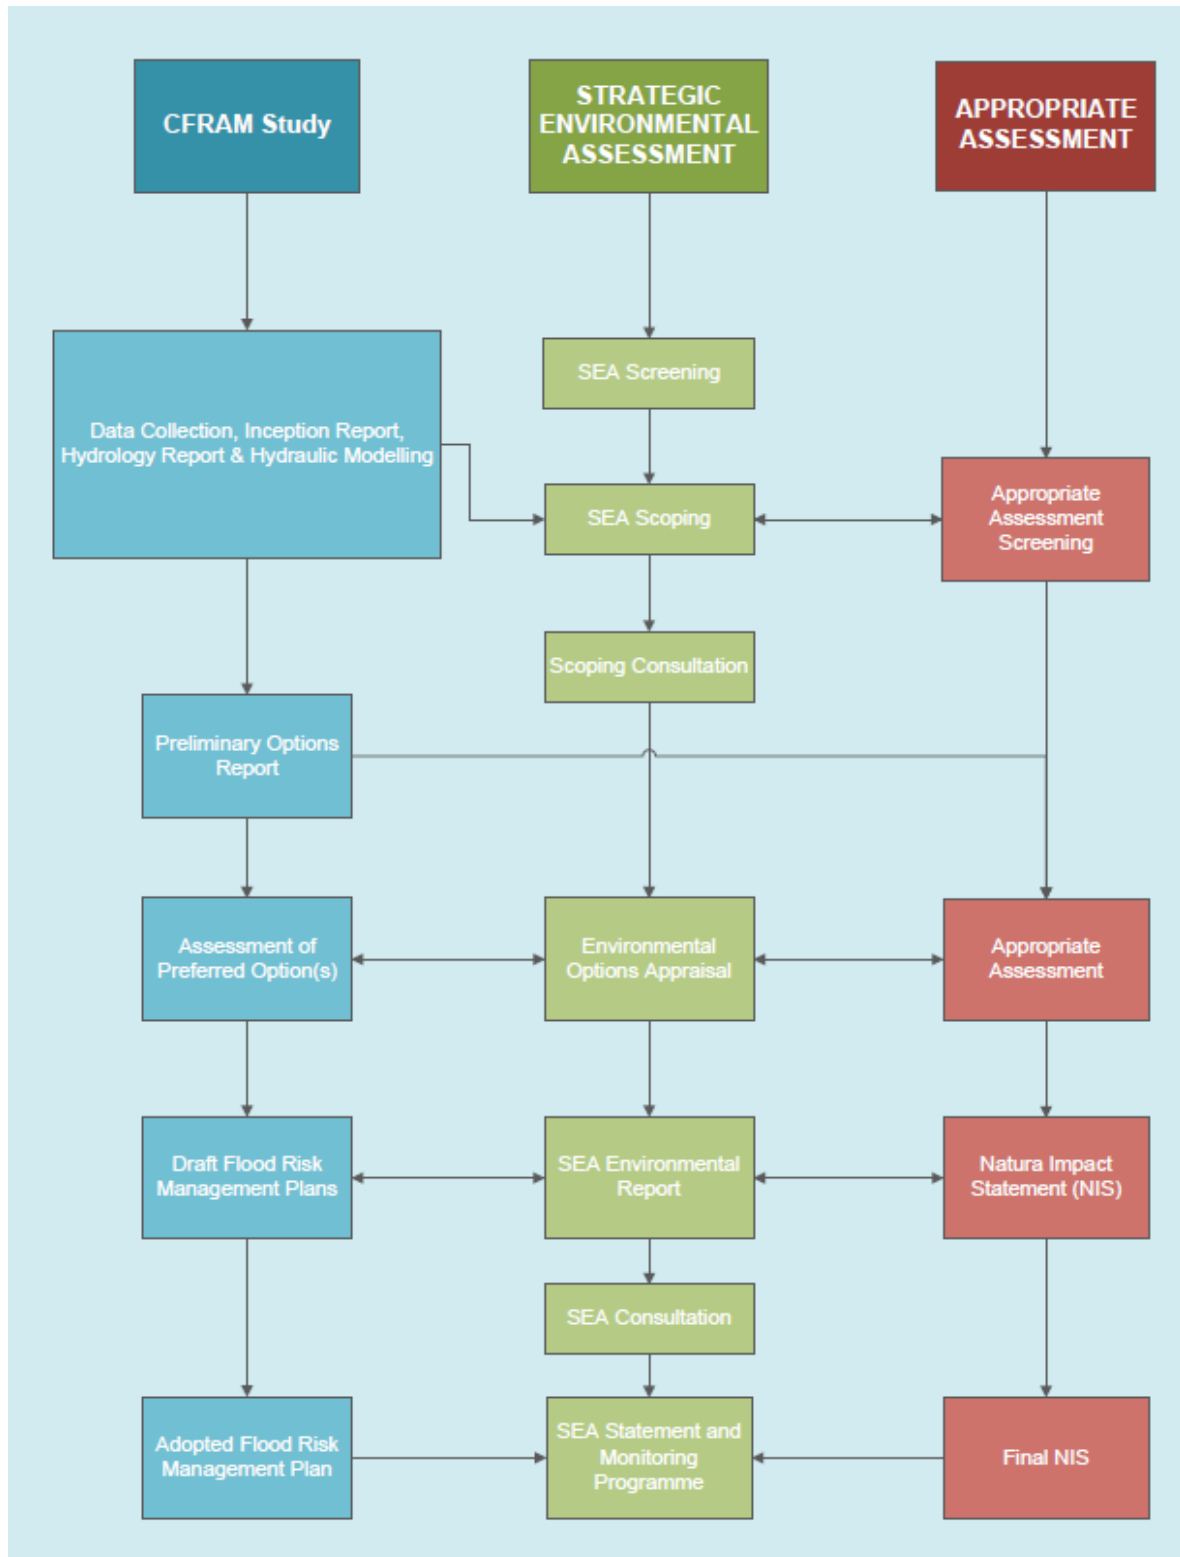 CFRAM Study
STRATEGIC
ENVIRONMENTAL
ASSESSMENT
APPROPRIATE
ASSESSMENT
SEA Screening
Data Collection, Inception Report,
Hydrology Report & Hydraulic Modelling
SEA Scoping
Appropriate
Assessment
Screening
Scoping Consultation
Preliminary Options
Report
Assessment of
Preferred Option(s)
Environmental
Options Appraisal
Appropriate
Assessment
Draft Flood Risk
Management Plans
SEA Environmental
Report
Natura Impact
Statement (NIS)
SEA Consultation
Adopted Flood Risk
Management Plan
SEA Statement and
Monitoring
Programme
Final NIS